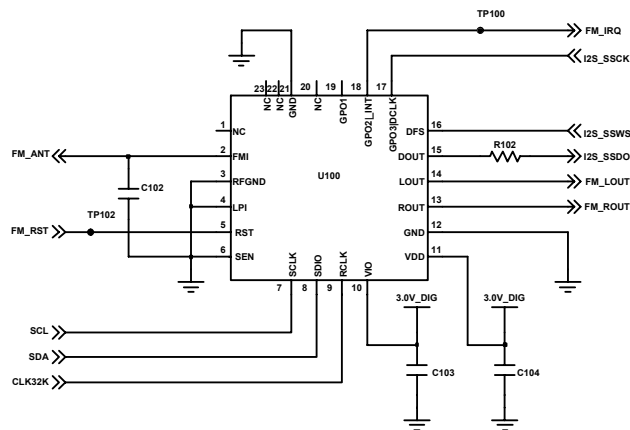 TP100
FM_IRQ
I2S_SSCK
23 22 21 20 19 18 17
NC NC GND NC GPO1 GPO2|_INT GPO3|DCLK
1 NC
DFS 16 I2S_SSWS
FM_ANT 2 FMI
DOUT 15 R102 I2S_SSDO
C102
3 RFGND
U100
LOUT 14 FM_LOUT
4 LPI
ROUT 13 FM_ROUT
TP102
FM_RST 5 RST
GND 12
6 SEN
VDD 11
SCLK SDIO RCLK VIO
7 8 9 10
3.0V_DIG 3.0V_DIG
SCL
SDA
C103 C104
CLK32K